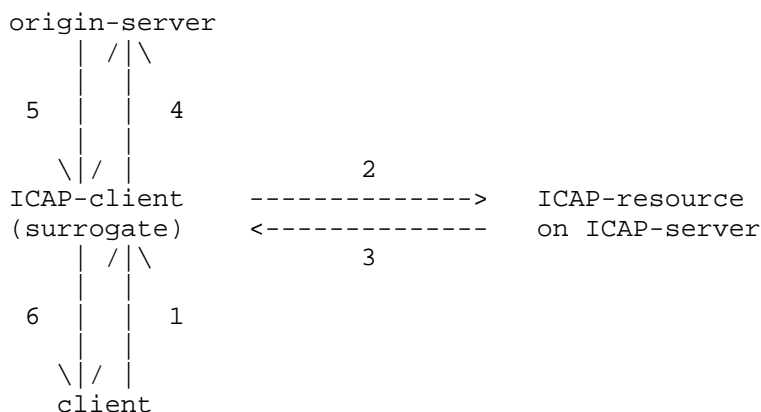 origin-server
| /|\
| |
5 | | 4
| |
\|/ | 2
ICAP-client --------------> ICAP-resource
(surrogate) <-------------- on ICAP-server
| /|\ 3
| |
6 | | 1
| |
\|/ |
client